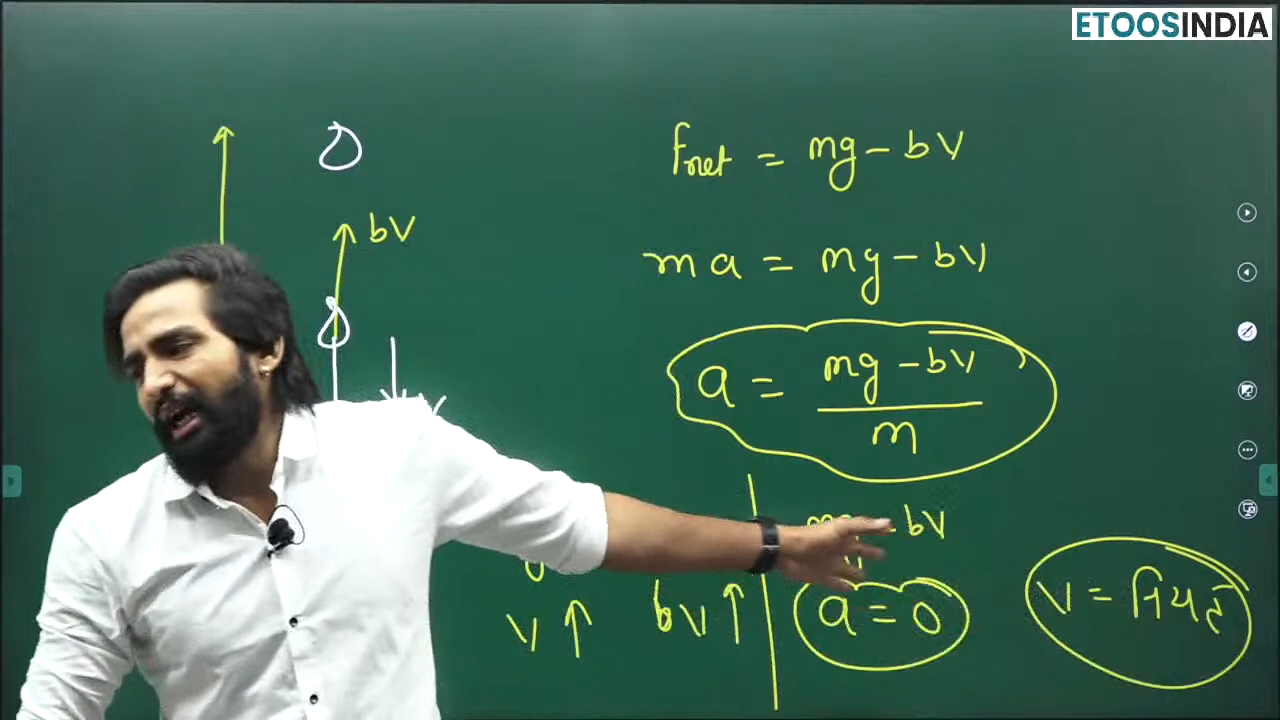 ETOOSINDIA
Fnet = mg - bV
bV
ma = mg - bV
a = mg - bV / m
- bV
V ↑ bV ↑
a = 0
V = नियत